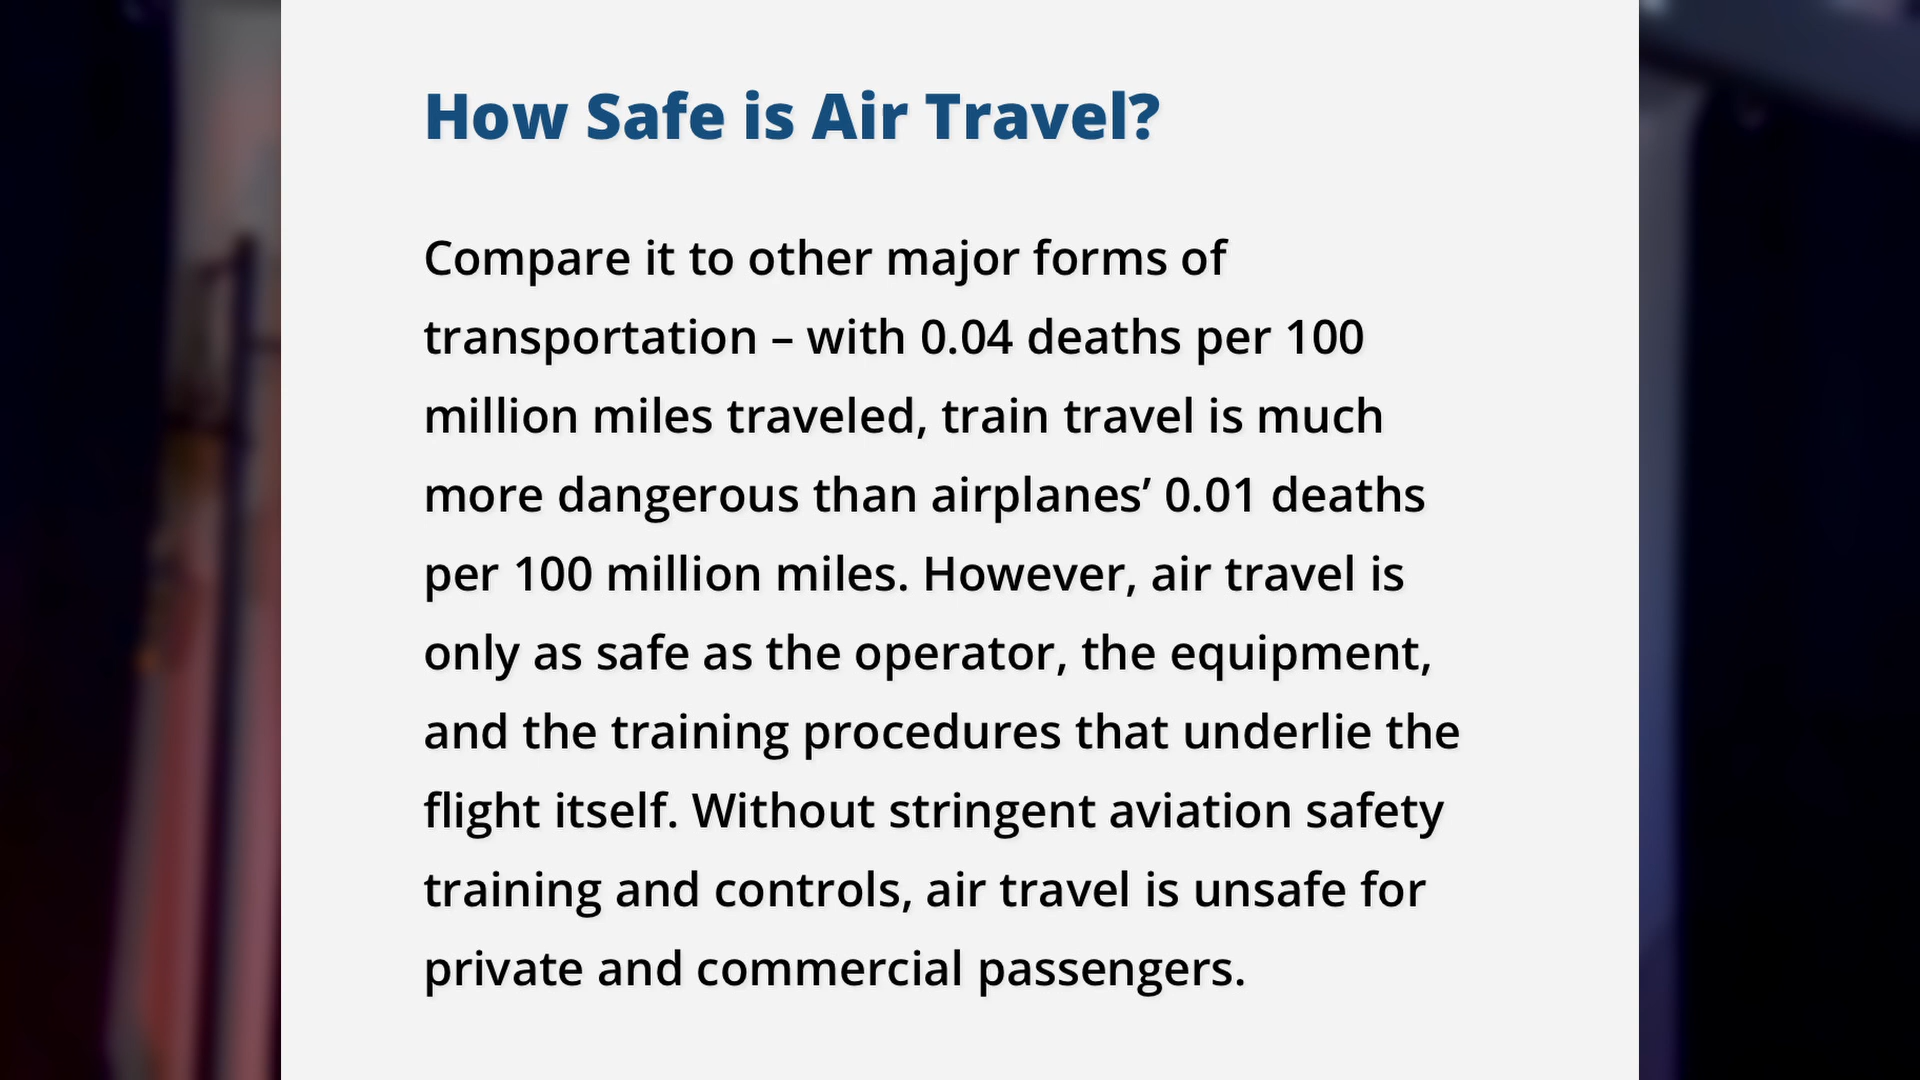 How Safe is Air Travel?
Compare it to other major forms of
transportation – with 0.04 deaths per 100
million miles traveled, train travel is much
more dangerous than airplanes’ 0.01 deaths
per 100 million miles. However, air travel is
only as safe as the operator, the equipment,
and the training procedures that underlie the
flight itself. Without stringent aviation safety
training and controls, air travel is unsafe for
private and commercial passengers.